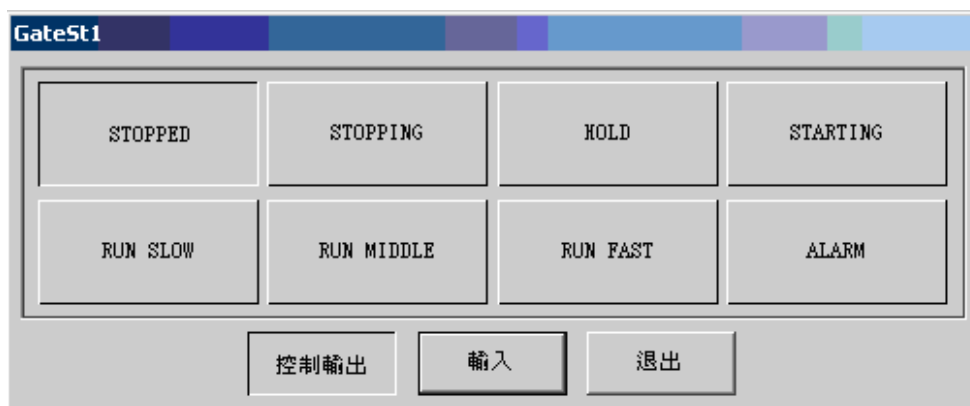 GateSt1
STOPPED STOPPING HOLD STARTING
RUN SLOW RUN MIDDLE RUN FAST ALARM
控制輸出 輸入 退出